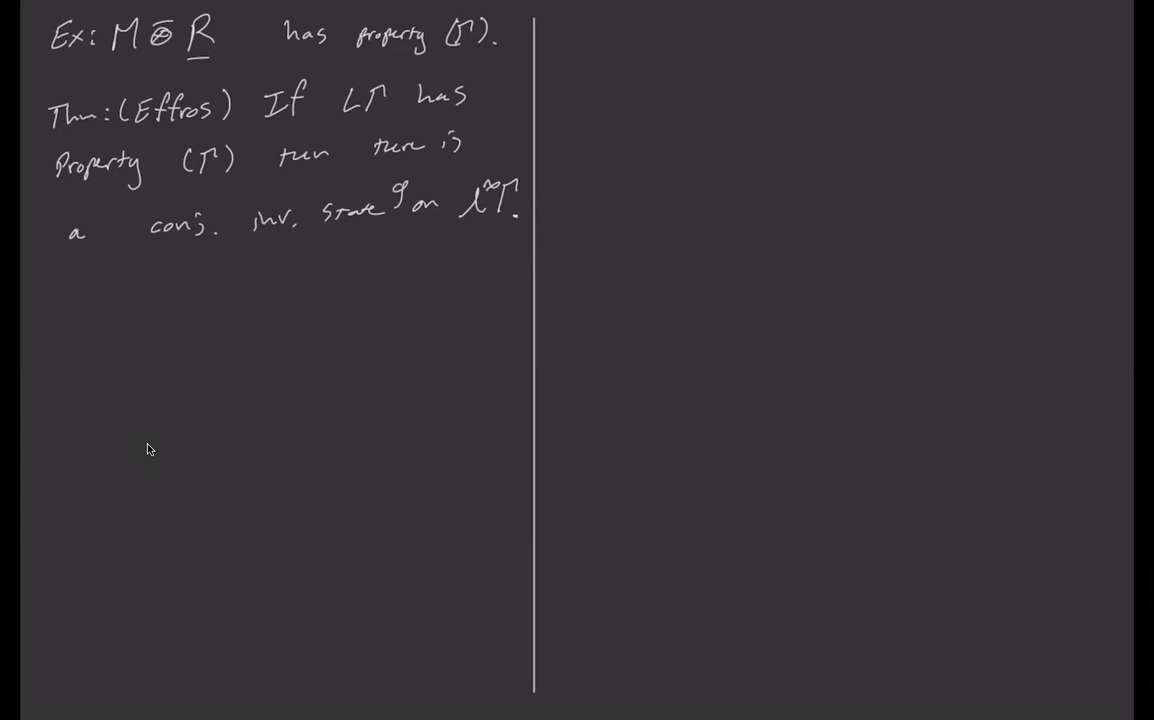 Ex: M ⊗̄ R has property (Γ).
Thm: (Effros) If LΓ has
Property (Γ) then there is
a conj. inv. state φ on ℓ^∞Γ.